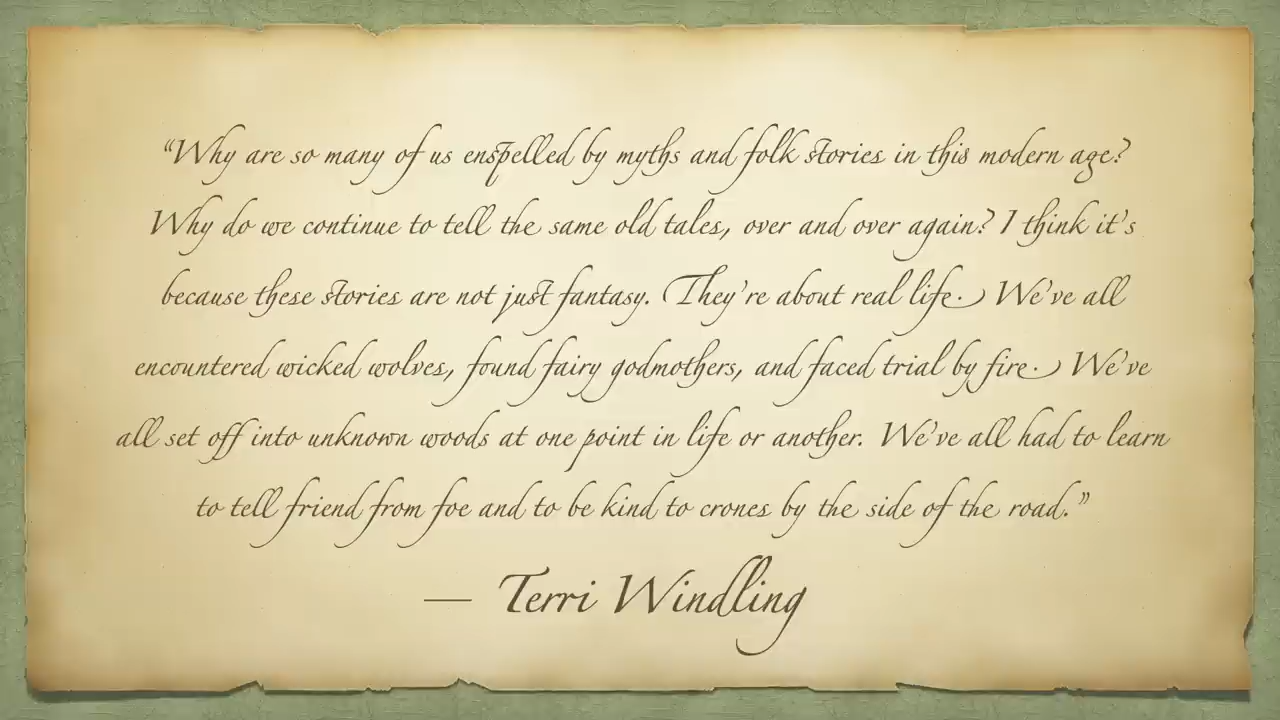 “Why are so many of us enspelled by myths and folk stories in this modern age?
Why do we continue to tell the same old tales, over and over again? I think it’s
because these stories are not just fantasy. They’re about real life. We’ve all
encountered wicked wolves, found fairy godmothers, and faced trial by fire. We’ve
all set off into unknown woods at one point in life or another. We’ve all had to learn
to tell friend from foe and to be kind to crones by the side of the road.”
— Terri Windling